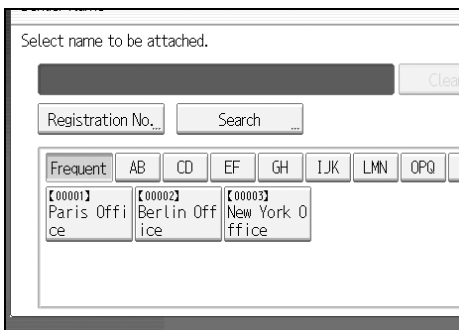 Select name to be attached.
Clear
Registration No.
Search
Frequent AB CD EF GH IJK LMN OPQ
【00001】 【00002】 【00003】
Paris Offi Berlin Off New York O
ce ice ffice